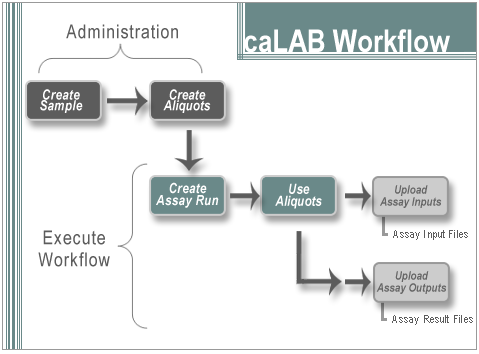 Administration
caLAB Workflow
Create
Sample
Create
Aliquots
Create
Assay Run
Use
Aliquots
Upload
Assay Inputs
Assay Input Files
Execute
Workflow
Upload
Assay Outputs
Assay Result Files